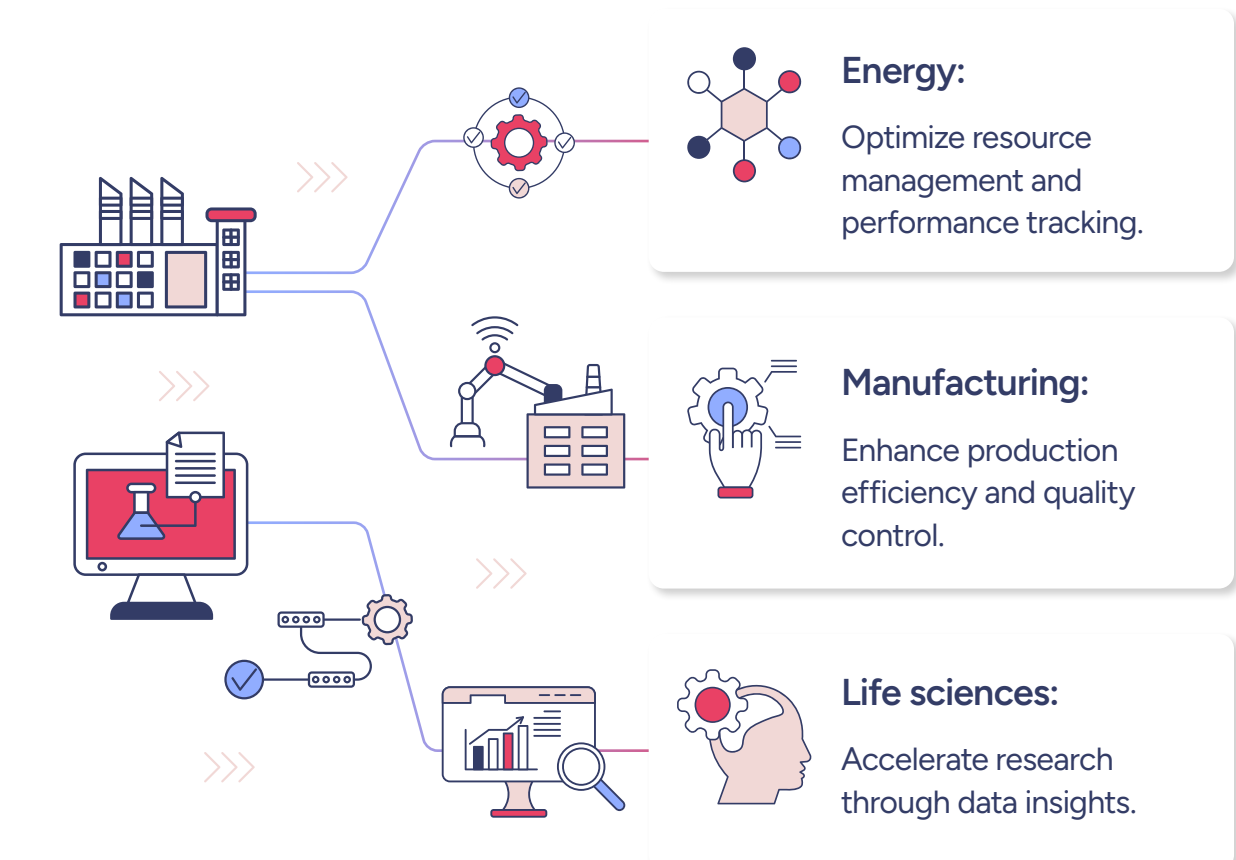 Energy:
Optimize resource
management and
performance tracking.
Manufacturing:
Enhance production
efficiency and quality
control.
Life sciences:
Accelerate research
through data insights.